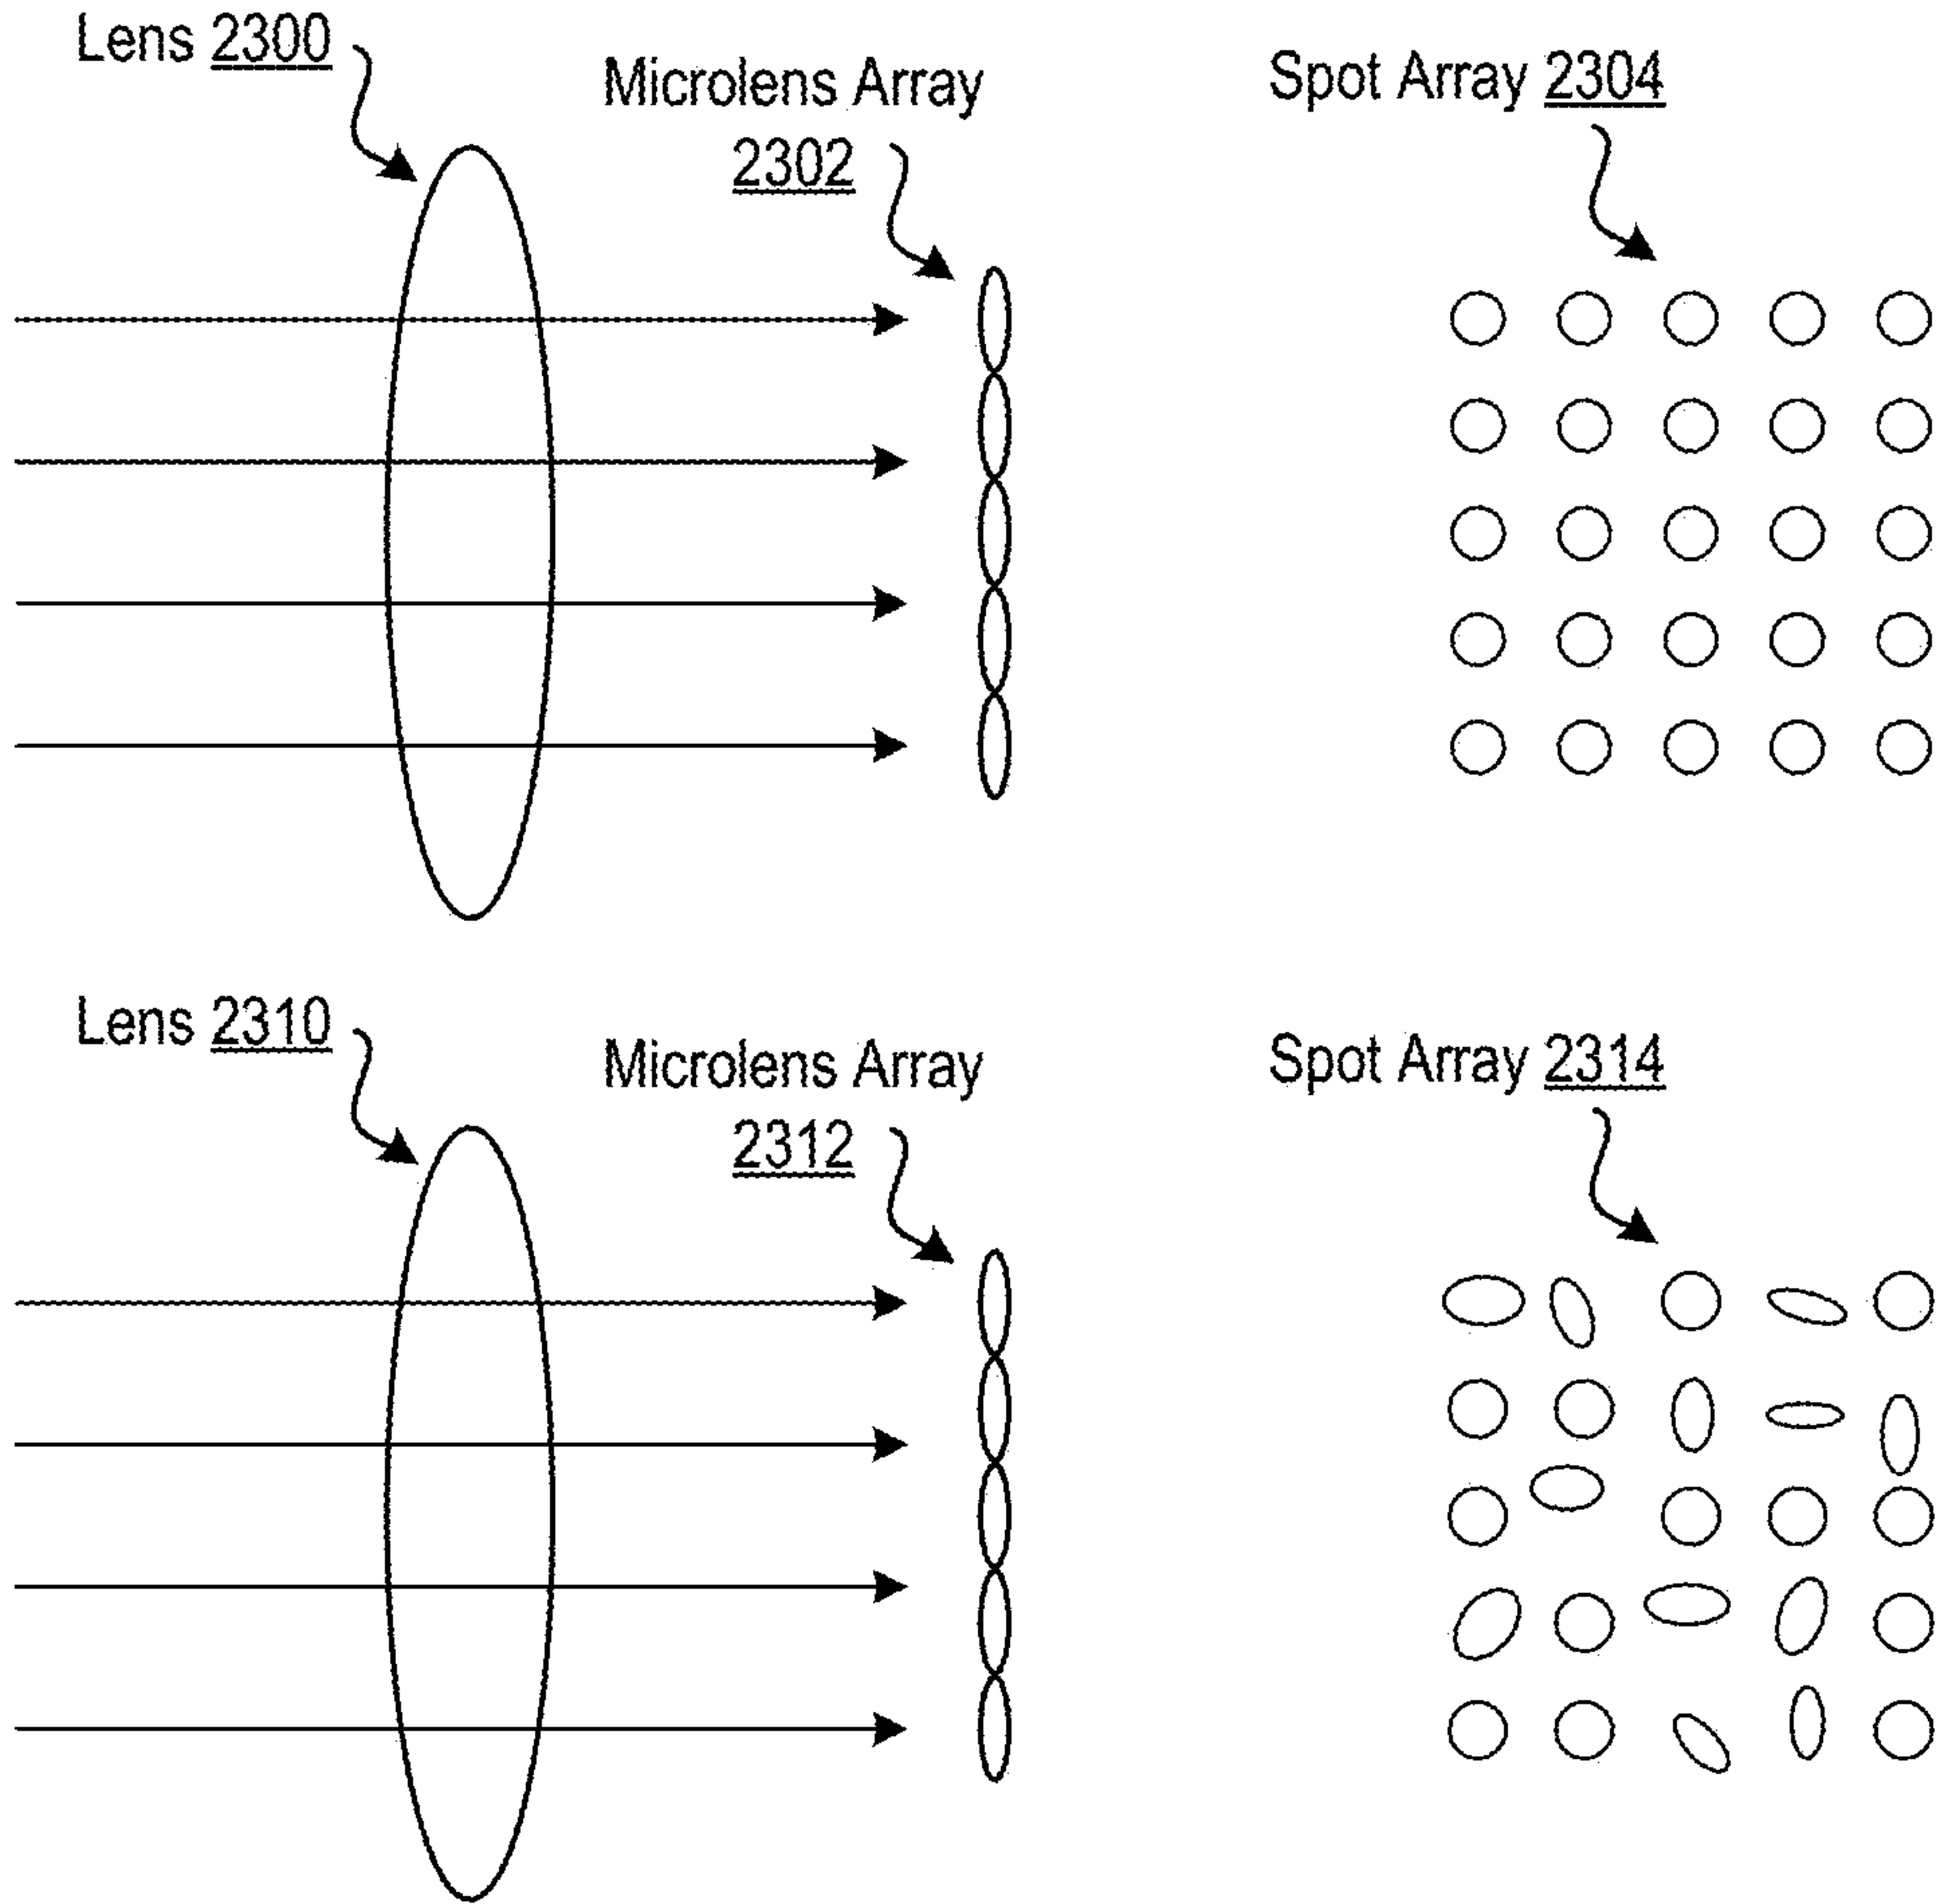 Lens 2300
Microlens Array
2302
Spot Array 2304
Lens 2310
Microlens Array
2312
Spot Array 2314